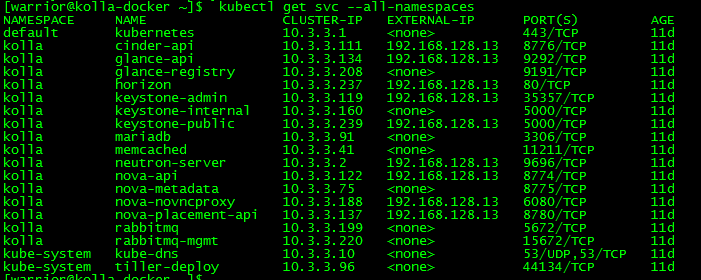 [warrior@kolla-docker ~]$ kubectl get svc --all-namespaces
NAMESPACE NAME CLUSTER-IP EXTERNAL-IP PORT(S) AGE
default kubernetes 10.3.3.1 <none> 443/TCP 11d
kolla cinder-api 10.3.3.111 192.168.128.13 8776/TCP 11d
kolla glance-api 10.3.3.134 192.168.128.13 9292/TCP 11d
kolla glance-registry 10.3.3.208 <none> 9191/TCP 11d
kolla horizon 10.3.3.237 192.168.128.13 80/TCP 11d
kolla keystone-admin 10.3.3.119 192.168.128.13 35357/TCP 11d
kolla keystone-internal 10.3.3.160 <none> 5000/TCP 11d
kolla keystone-public 10.3.3.239 192.168.128.13 5000/TCP 11d
kolla mariadb 10.3.3.91 <none> 3306/TCP 11d
kolla memcached 10.3.3.41 <none> 11211/TCP 11d
kolla neutron-server 10.3.3.2 192.168.128.13 9696/TCP 11d
kolla nova-api 10.3.3.122 192.168.128.13 8774/TCP 11d
kolla nova-metadata 10.3.3.75 <none> 8775/TCP 11d
kolla nova-novncproxy 10.3.3.188 192.168.128.13 6080/TCP 11d
kolla nova-placement-api 10.3.3.137 192.168.128.13 8780/TCP 11d
kolla rabbitmq 10.3.3.199 <none> 5672/TCP 11d
kolla rabbitmq-mgmt 10.3.3.220 <none> 15672/TCP 11d
kube-system kube-dns 10.3.3.10 <none> 53/UDP,53/TCP 11d
kube-system tiller-deploy 10.3.3.96 <none> 44134/TCP 11d
[warrior@kolla-docker ~]$